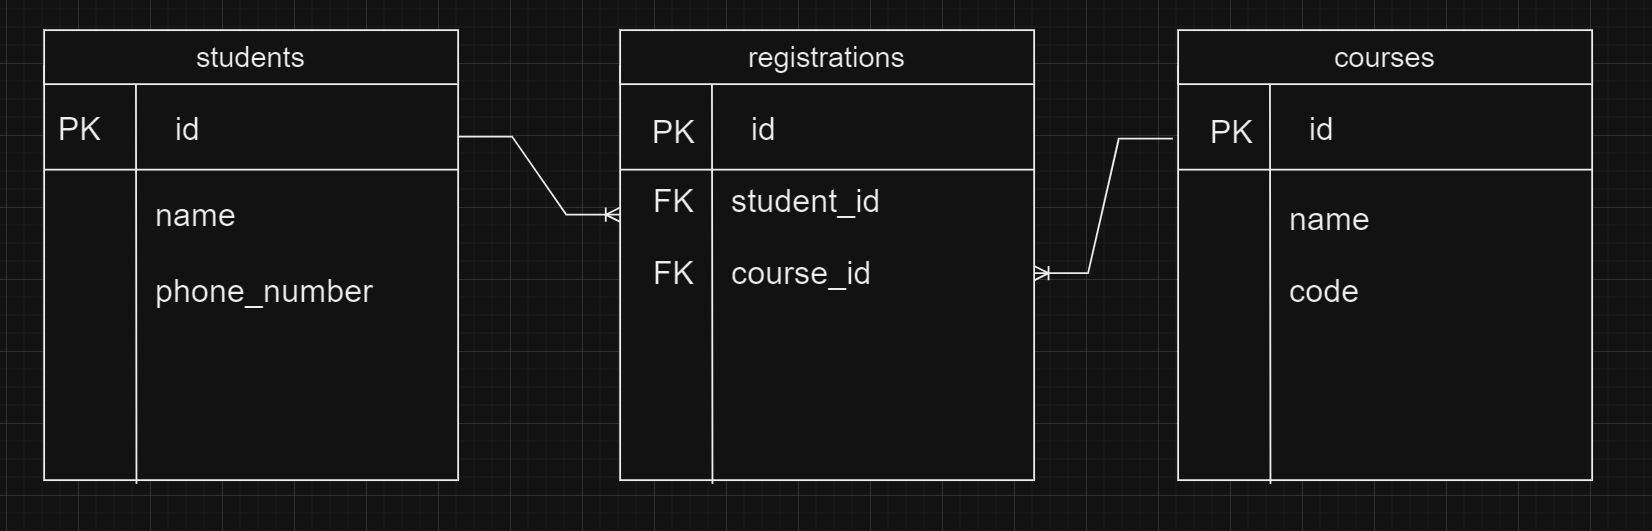 students
PK id
name
phone_number
registrations
PK id
FK student_id
FK course_id
courses
PK id
name
code